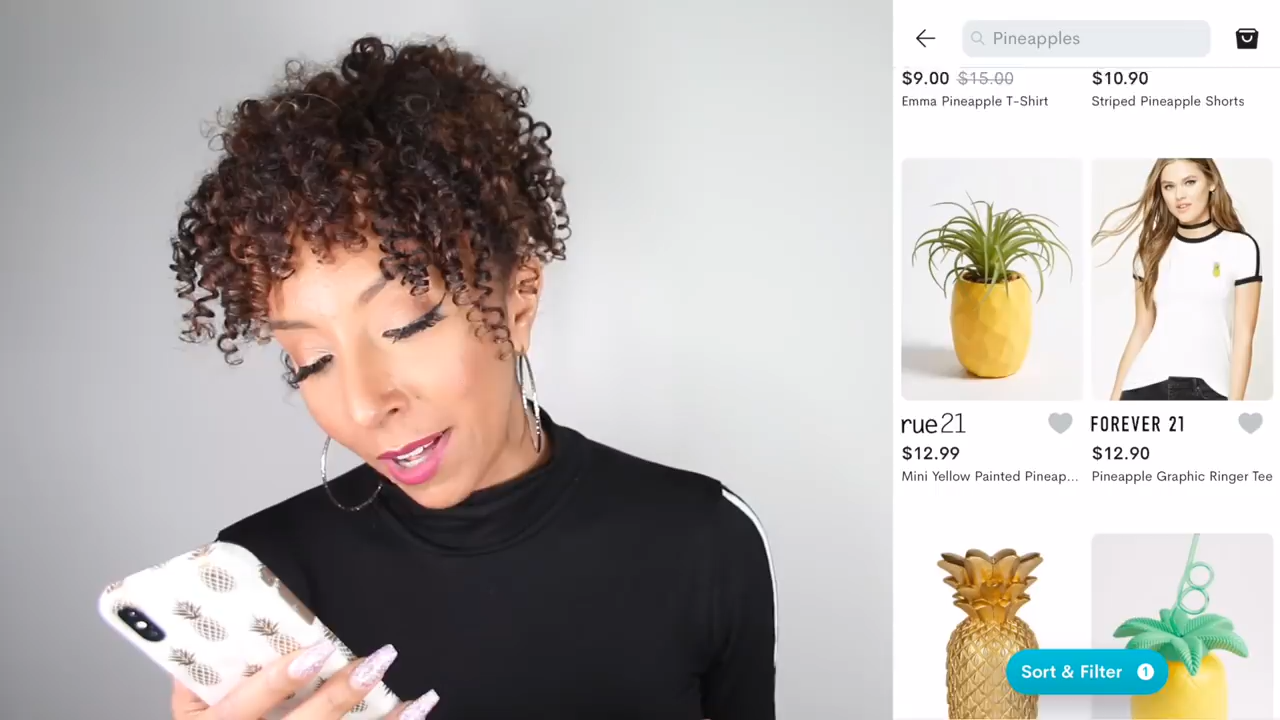 Pineapples
$9.00 $15.00
Emma Pineapple T-Shirt
$10.90
Striped Pineapple Shorts
rue21
$12.99
Mini Yellow Painted Pineap...
FOREVER 21
$12.90
Pineapple Graphic Ringer Tee
Sort & Filter 1